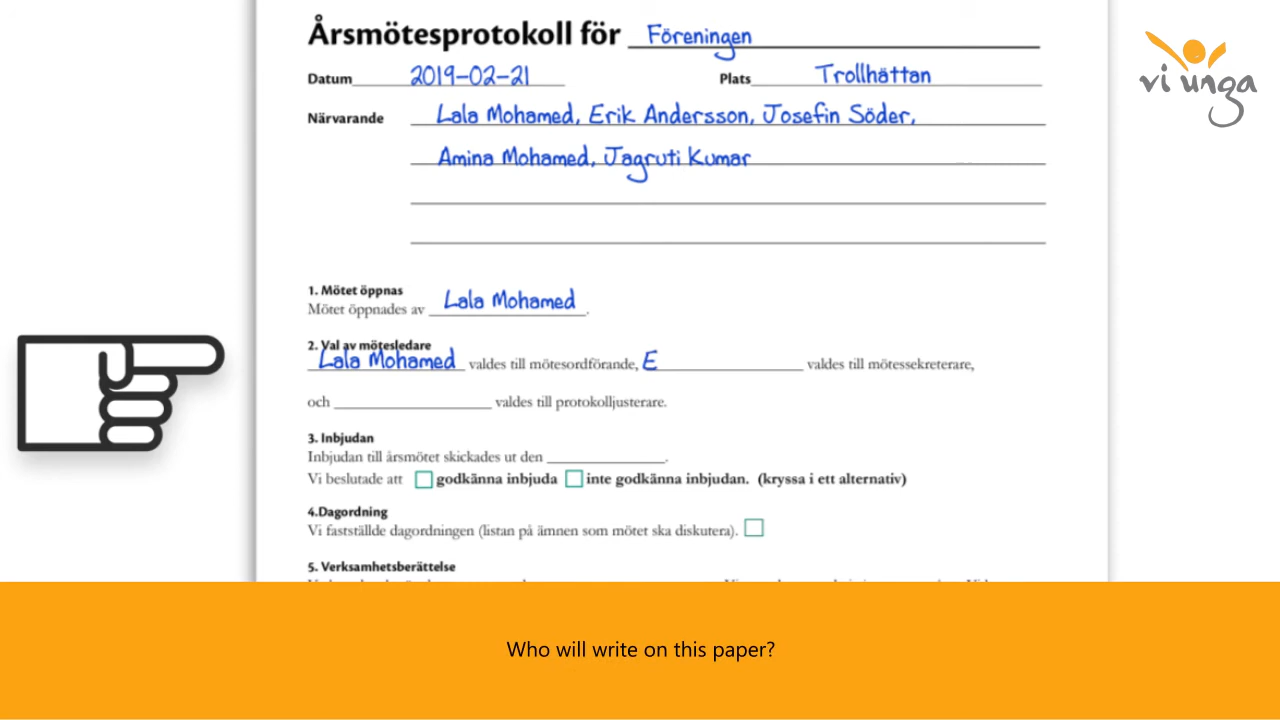 Årsmötesprotokoll för Föreningen
Datum 2019-02-21 Plats Trollhättan
vi unga
Närvarande Lala Mohamed, Erik Andersson, Josefin Söder,
Amina Mohamed, Jagruti Kumar
1. Mötet öppnas
Mötet öppnades av Lala Mohamed.
2. Val av mötesledare
Lala Mohamed valdes till mötesordförande, E valdes till mötessekreterare,
och valdes till protokolljusterare.
3. Inbjudan
Inbjudan till årsmötet skickades ut den .
Vi beslutade att godkänna inbjuda inte godkänna inbjudan. (kryssa i ett alternativ)
4.Dagordning
Vi fastställde dagordningen (listan på ämnen som mötet ska diskutera).
5. Verksamhetsberättelse
Who will write on this paper?